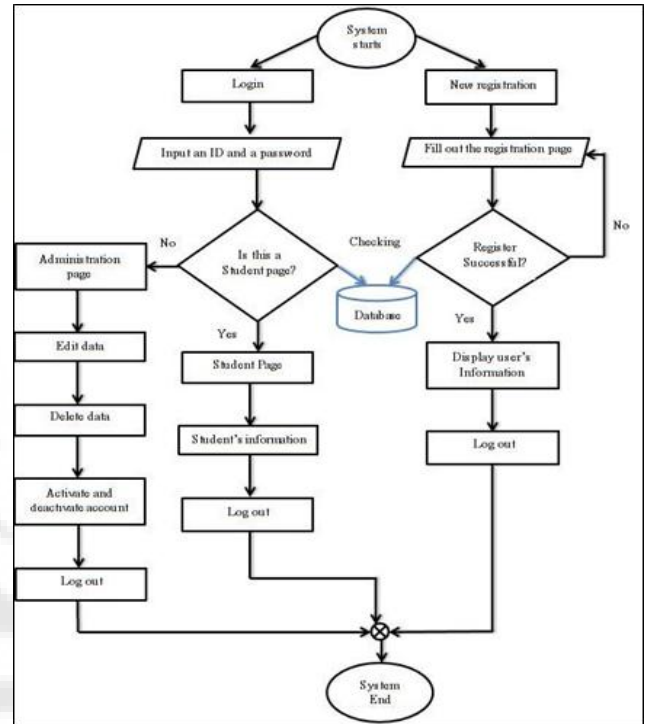 System
starts
Login
New registration
Input an ID and a password
Fill out the registration page
No
Is this a
Student page?
Checking
Register
Successful?
No
Administration
page
Database
Yes
Yes
Edit data
Student Page
Display user's
Information
Delete data
Student's information
Log out
Activate and
deactivate account
Log out
Log out
System
End